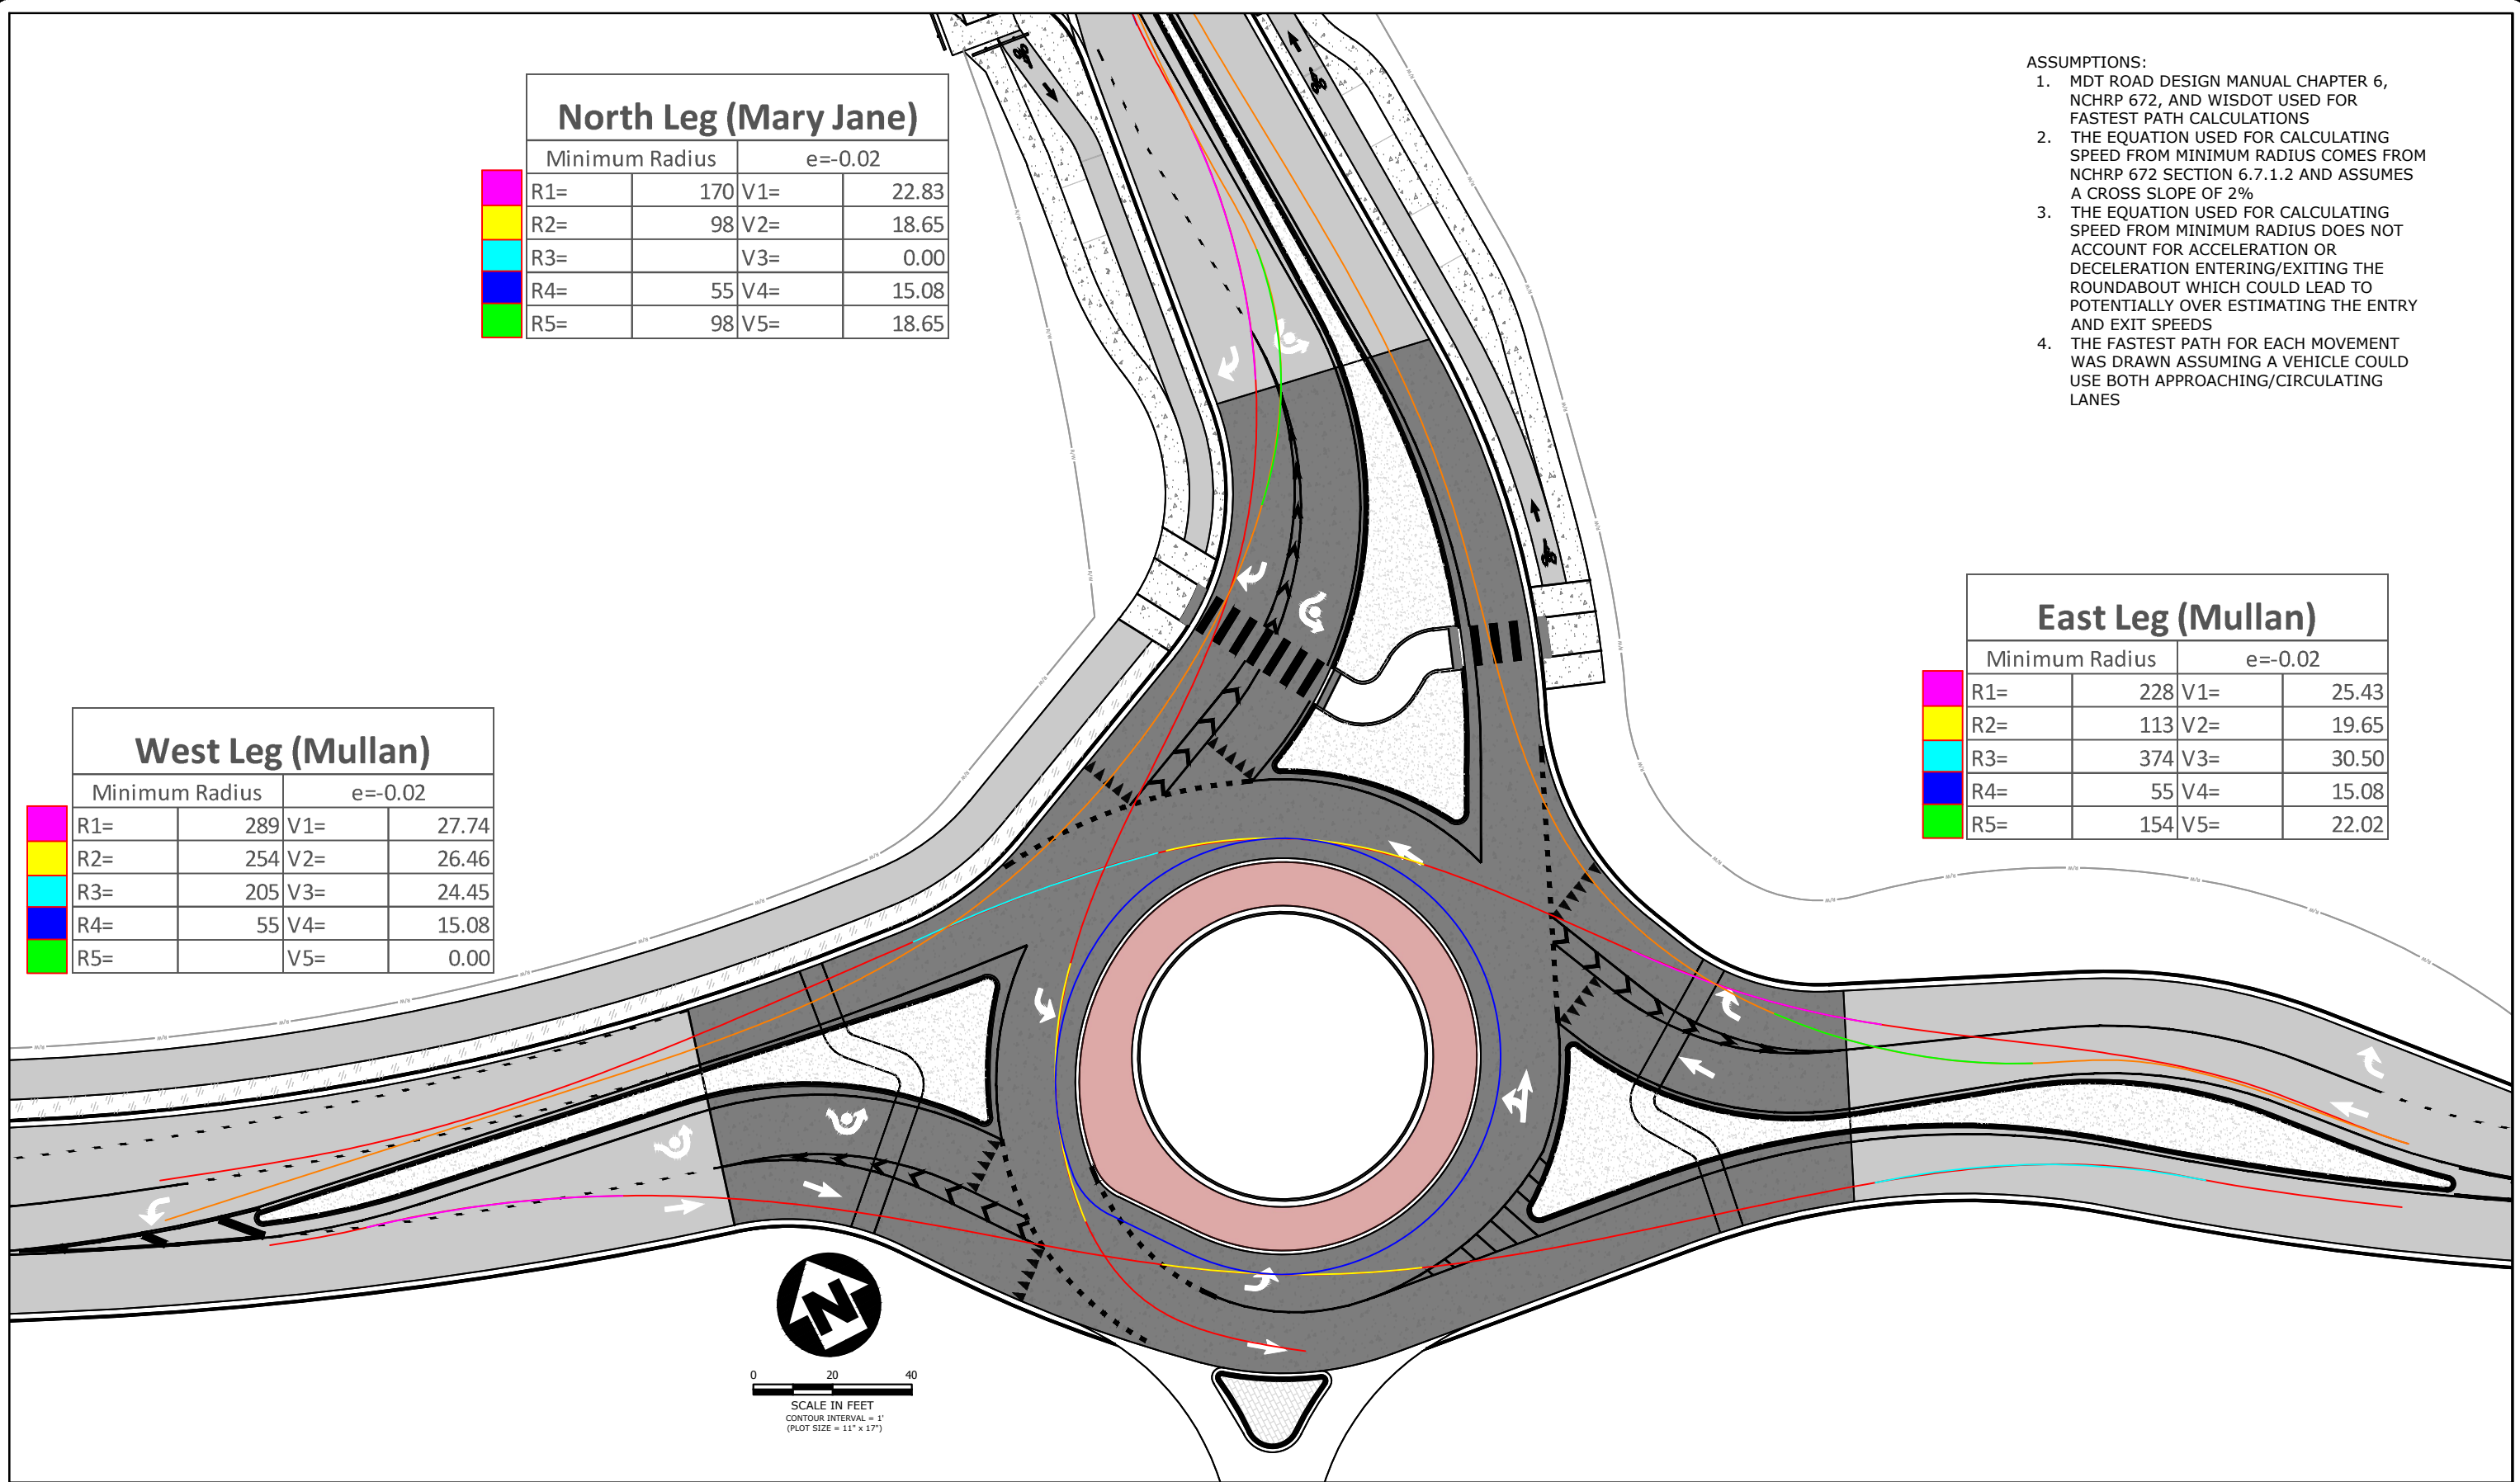 North Leg (Mary Jane)
Minimum Radius e=-0.02
R1= 170 V1= 22.83
R2= 98 V2= 18.65
R3= V3= 0.00
R4= 55 V4= 15.08
R5= 98 V5= 18.65
ASSUMPTIONS:
1. MDT ROAD DESIGN MANUAL CHAPTER 6,
NCHRP 672, AND WISDOT USED FOR
FASTEST PATH CALCULATIONS
2. THE EQUATION USED FOR CALCULATING
SPEED FROM MINIMUM RADIUS COMES FROM
NCHRP 672 SECTION 6.7.1.2 AND ASSUMES
A CROSS SLOPE OF 2%
3. THE EQUATION USED FOR CALCULATING
SPEED FROM MINIMUM RADIUS DOES NOT
ACCOUNT FOR ACCELERATION OR
DECELERATION ENTERING/EXITING THE
ROUNDABOUT WHICH COULD LEAD TO
POTENTIALLY OVER ESTIMATING THE ENTRY
AND EXIT SPEEDS
4. THE FASTEST PATH FOR EACH MOVEMENT
WAS DRAWN ASSUMING A VEHICLE COULD
USE BOTH APPROACHING/CIRCULATING
LANES
East Leg (Mullan)
Minimum Radius e=-0.02
R1= 228 V1= 25.43
R2= 113 V2= 19.65
R3= 374 V3= 30.50
R4= 55 V4= 15.08
R5= 154 V5= 22.02
West Leg (Mullan)
Minimum Radius e=-0.02
R1= 289 V1= 27.74
R2= 254 V2= 26.46
R3= 205 V3= 24.45
R4= 55 V4= 15.08
R5= V5= 0.00
N
0 20 40
SCALE IN FEET
CONTOUR INTERVAL = 1'
(PLOT SIZE = 11" x 17")